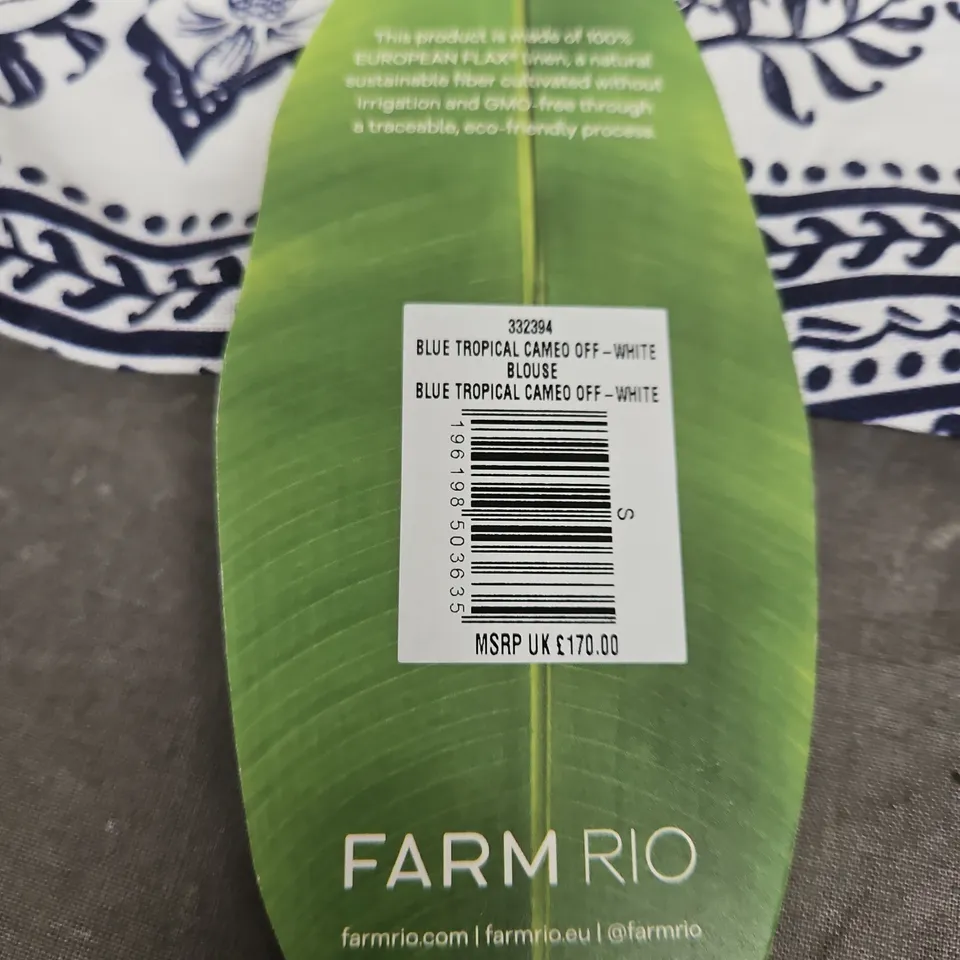 This product is made of 100%
EUROPEAN FLAX® linen, a natural
sustainable fiber cultivated without
irrigation and GMO-free through
a traceable, eco-friendly process.
332394
BLUE TROPICAL CAMEO OFF-WHITE
BLOUSE
BLUE TROPICAL CAMEO OFF-WHITE
196198 503635
S
MSRP UK £170.00
FARM RIO
farmrio.com | farmrio.eu | @farmrio